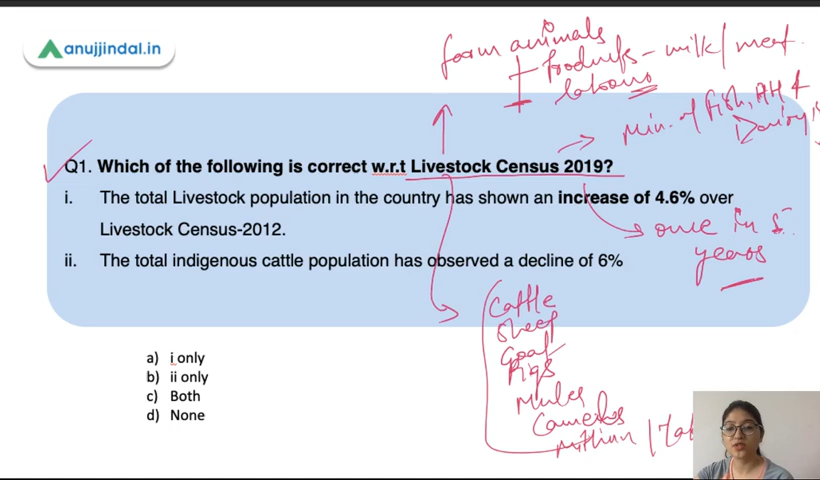 anujjindal.in
farm animals
products - milk/meat
labour
Min. of Fish, AH &
Dairy
Q1. Which of the following is correct w.r.t Livestock Census 2019?
i. The total Livestock population in the country has shown an increase of 4.6% over
Livestock Census-2012.
once in 5
years
ii. The total indigenous cattle population has observed a decline of 6%
Cattle
Sheep
Goat
Pigs
Mules
a) i only
b) ii only
c) Both
d) None